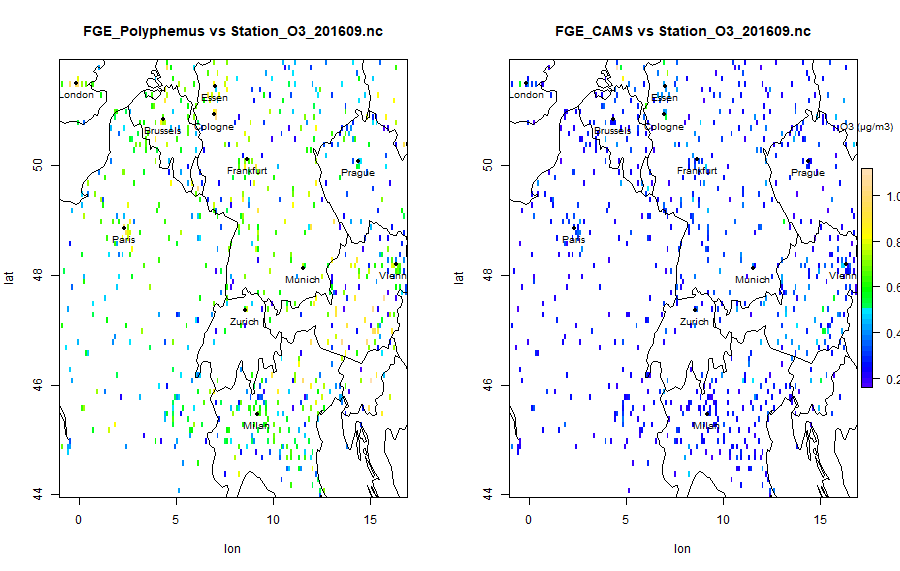 FGE_Polyphemus vs Station_O3_201609.nc
London
Essen
Cologne
Brussels
Frankfurt
Prague
Paris
Vienn
Munich
Zurich
Milan
50
48
46
44
lat
0
5
10
15
lon
FGE_CAMS vs Station_O3_201609.nc
London
Essen
Cologne
Brussels
Frankfurt
Prague
Paris
Vienn
Munich
Zurich
Milan
50
48
46
44
lat
0
5
10
15
lon
O3 (µg/m3)
1.0
0.8
0.6
0.4
0.2